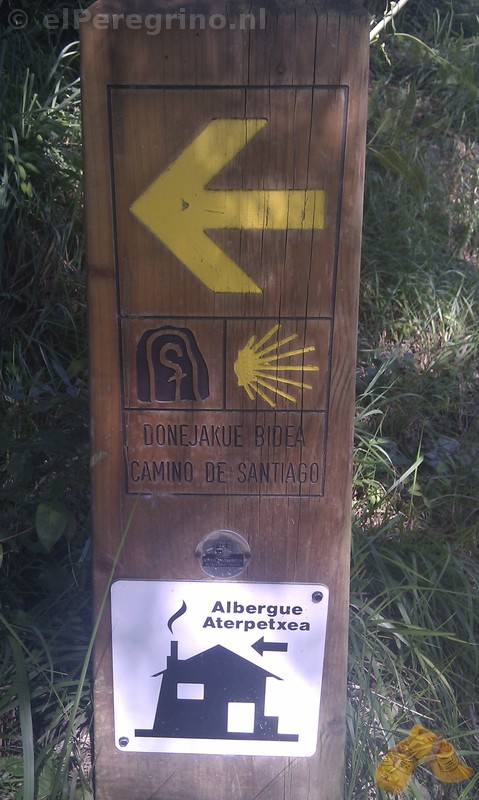 © elPeregrino.nl
DONEJAKUE BIDEA
CAMINO DE SANTIAGO
Albergue
Aterpetxea